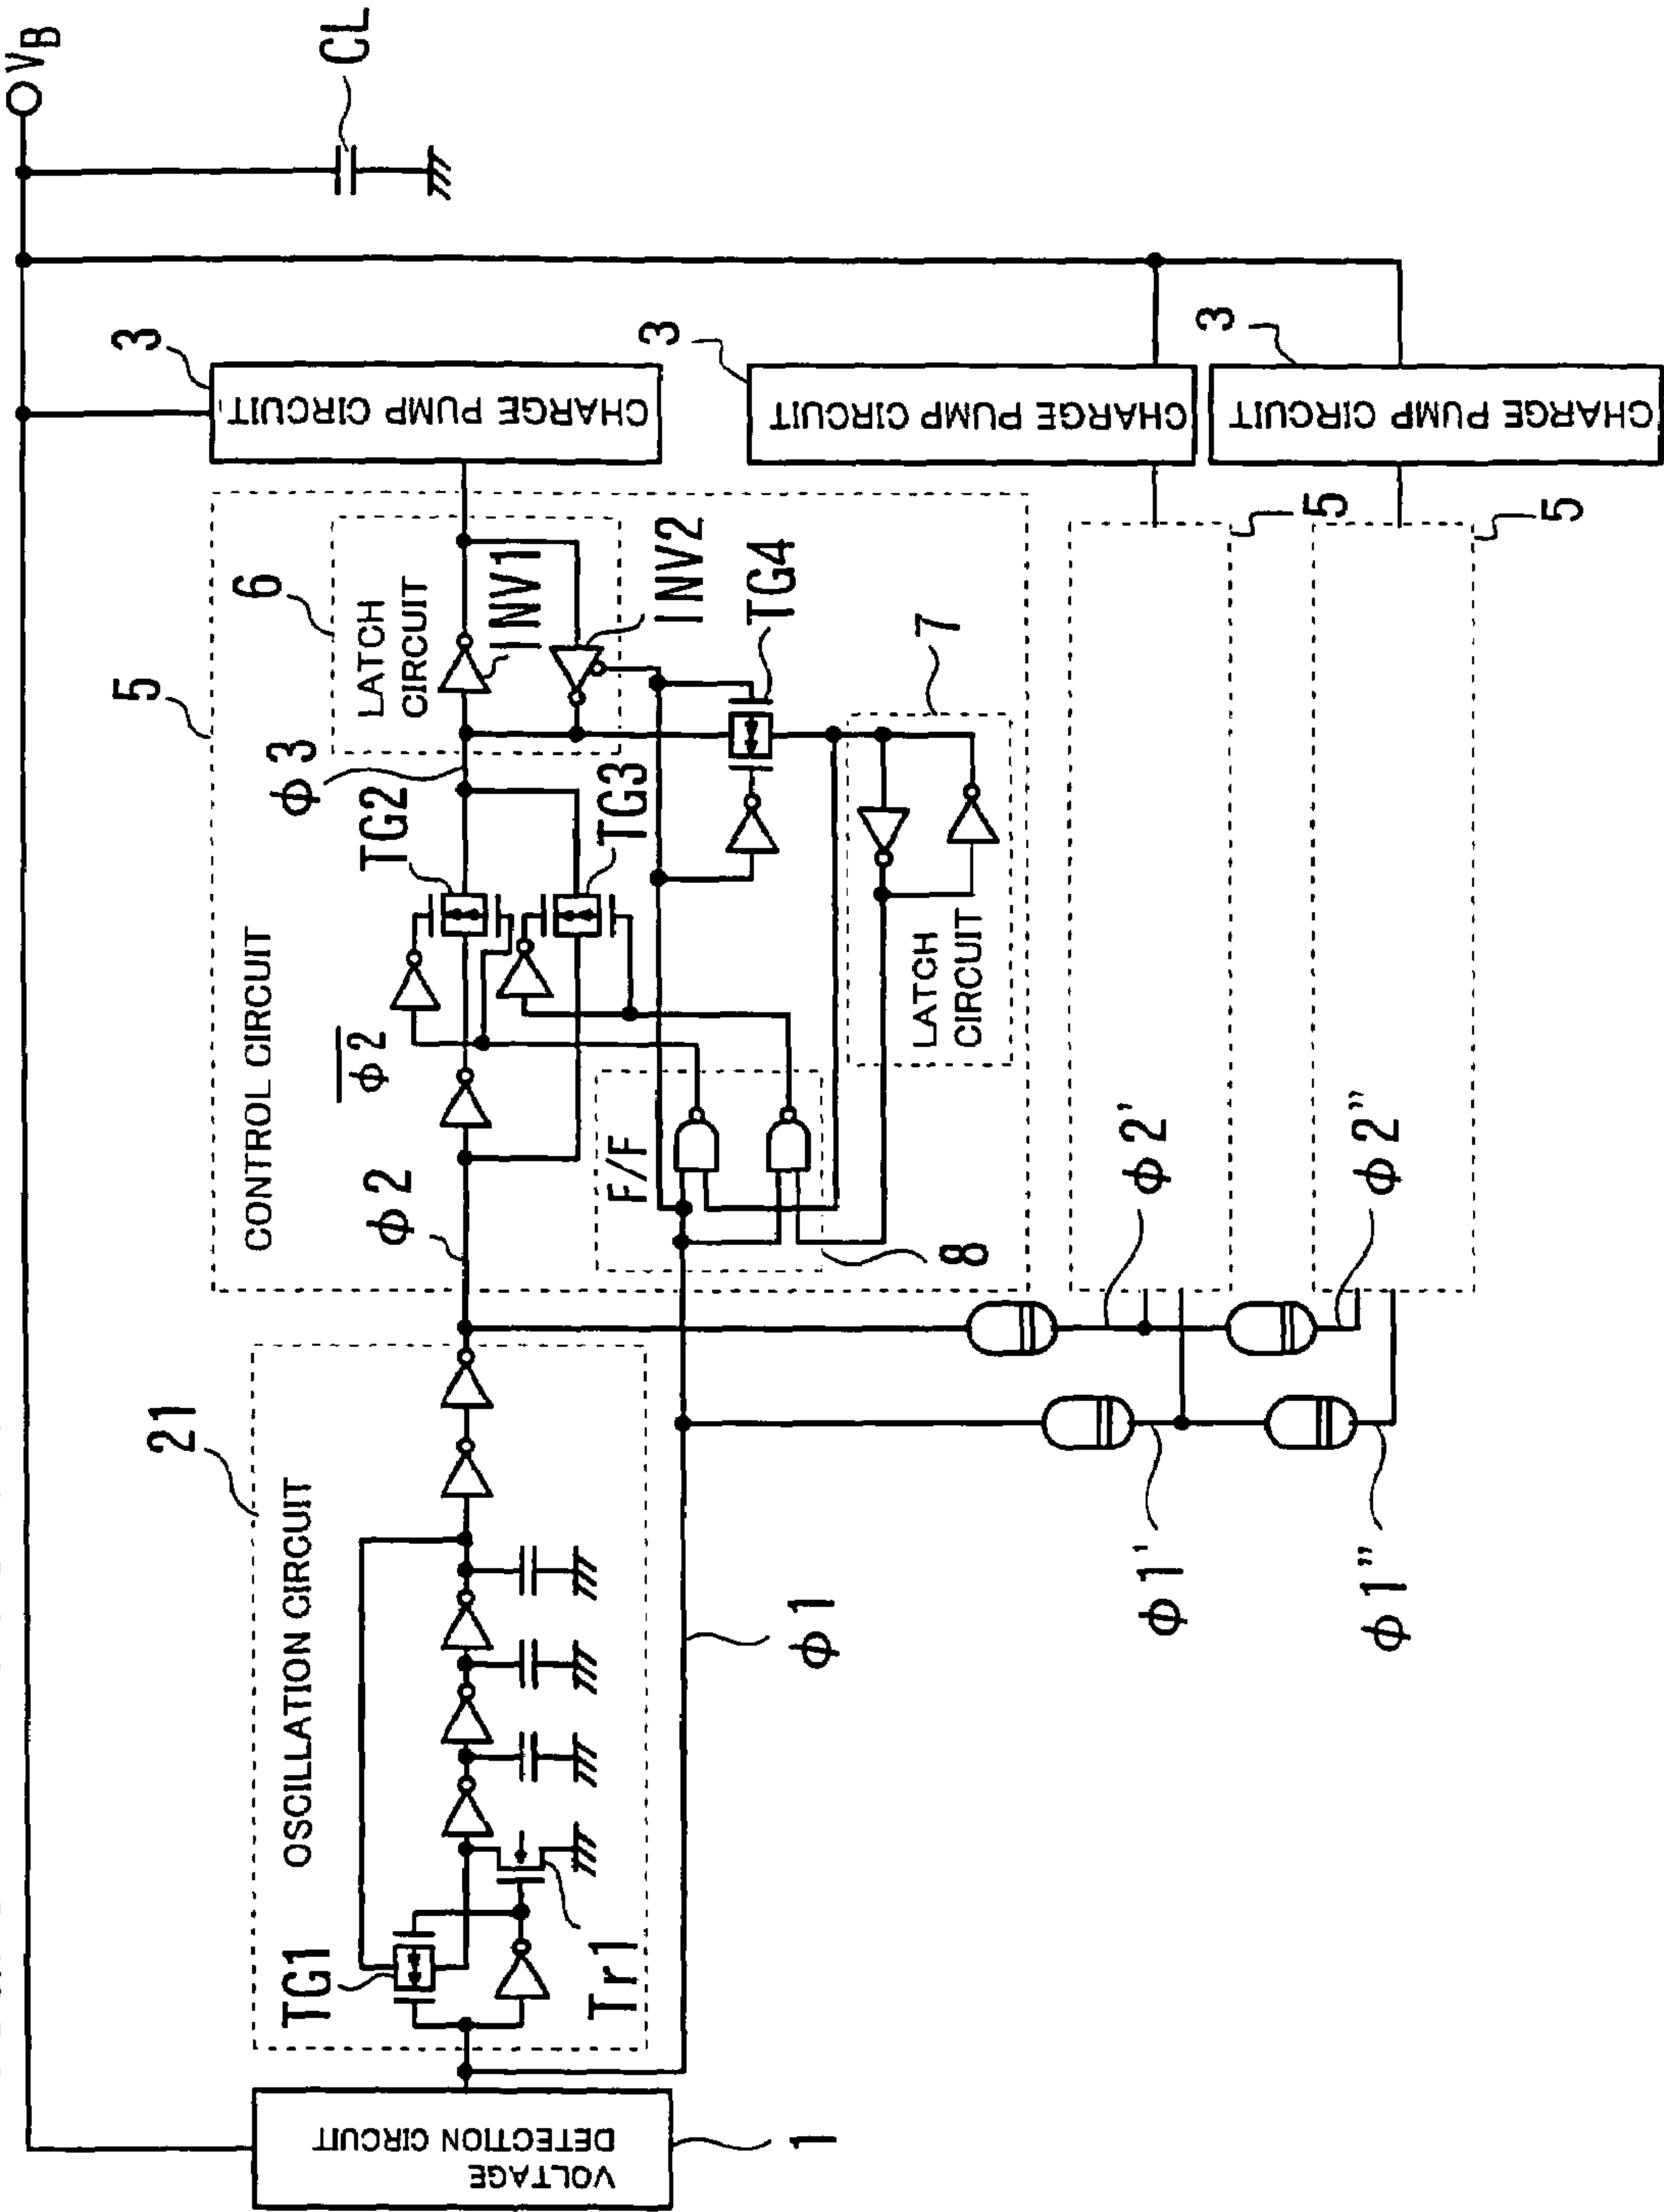 VB
CL
3
CHARGE PUMP CIRCUIT
3
CHARGE PUMP CIRCUIT
3
CHARGE PUMP CIRCUIT
5
CONTROL CIRCUIT
6
LATCH
CIRCUIT
INV1
INV2
TG4
7
LATCH
CIRCUIT
φ3
TG2
TG3
φ2
φ2
F/F
8
5
5
21
OSCILLATION CIRCUIT
TG1
Tr1
φ1
φ2'
φ2"
φ1'
φ1"
VOLTAGE
DETECTION CIRCUIT
1